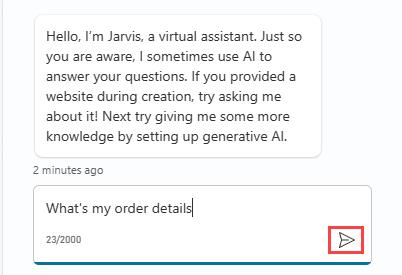 Hello, I'm Jarvis, a virtual assistant. Just so
you are aware, I sometimes use AI to
answer your questions. If you provided a
website during creation, try asking me
about it! Next try giving me some more
knowledge by setting up generative AI.
2 minutes ago
What's my order details
23/2000